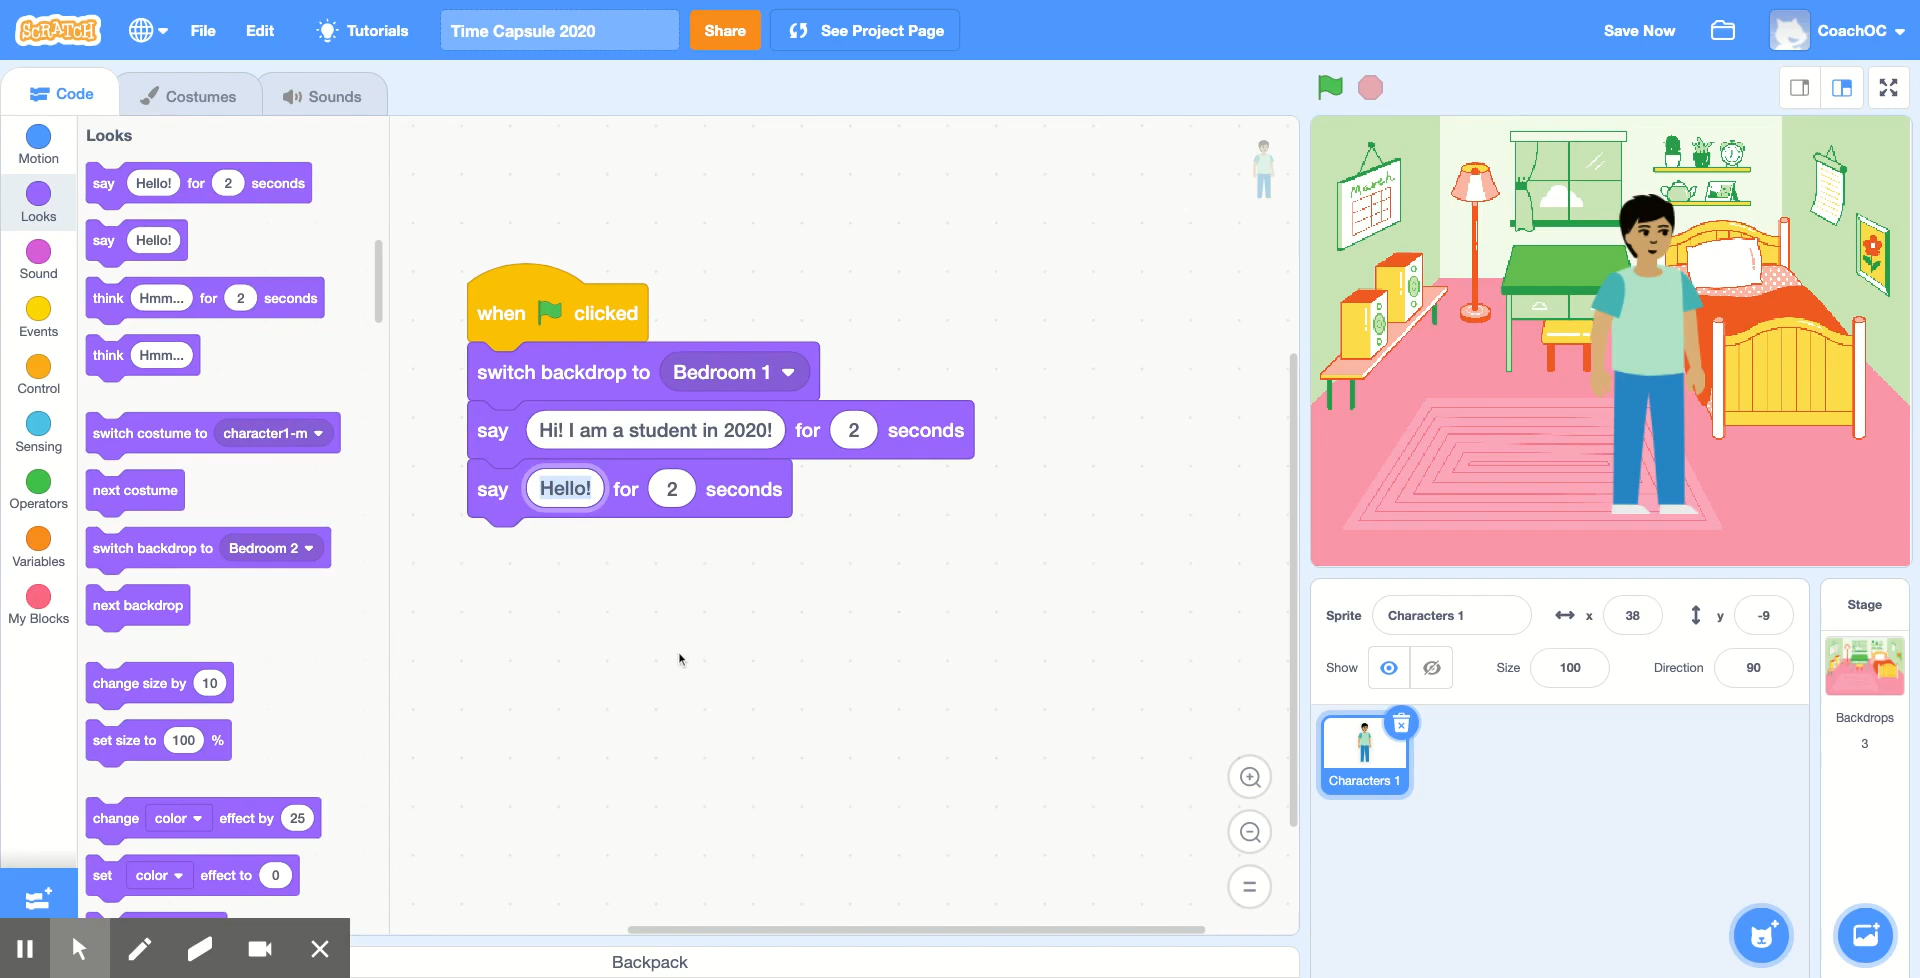 SCRATCH File Edit Tutorials Time Capsule 2020 Share See Project Page Save Now CoachOC
Code Costumes Sounds
Motion
Looks
Sound
Events
Control
Sensing
Operators
Variables
My Blocks
Looks
say Hello! for 2 seconds
say Hello!
think Hmm... for 2 seconds
think Hmm...
switch costume to character1-m
next costume
switch backdrop to Bedroom 2
next backdrop
change size by 10
set size to 100 %
change color effect by 25
set color effect to 0
when clicked
switch backdrop to Bedroom 1
say Hi! I am a student in 2020! for 2 seconds
say Hello! for 2 seconds
Backpack
March
Sprite Characters 1 x 38 y -9
Show Size 100 Direction 90
Characters 1
Stage
Backdrops
3